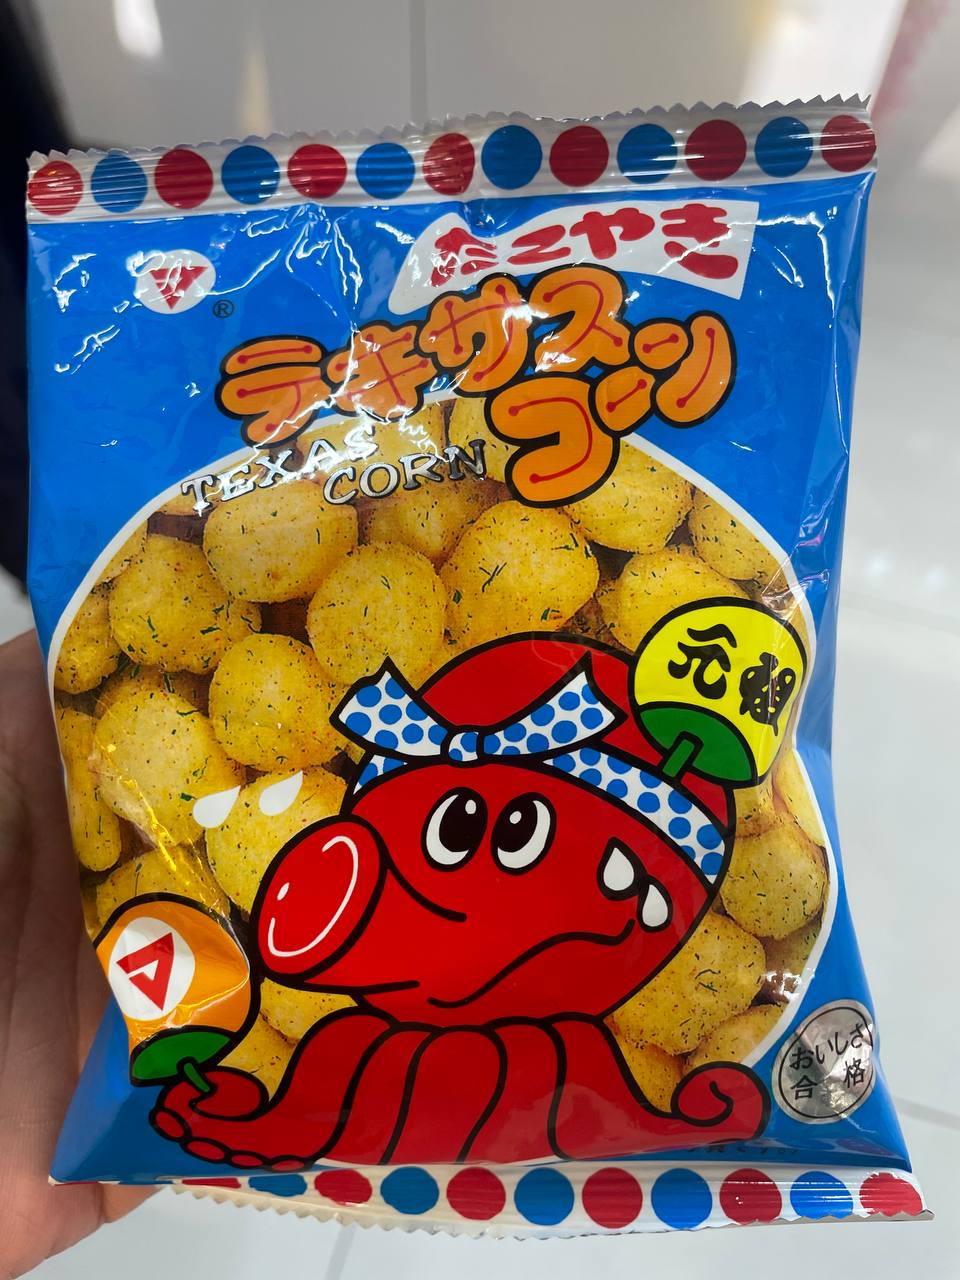 ®
たこやき
テキサス
コーン
TEXAS
CORN
元祖
おいしさ
合格